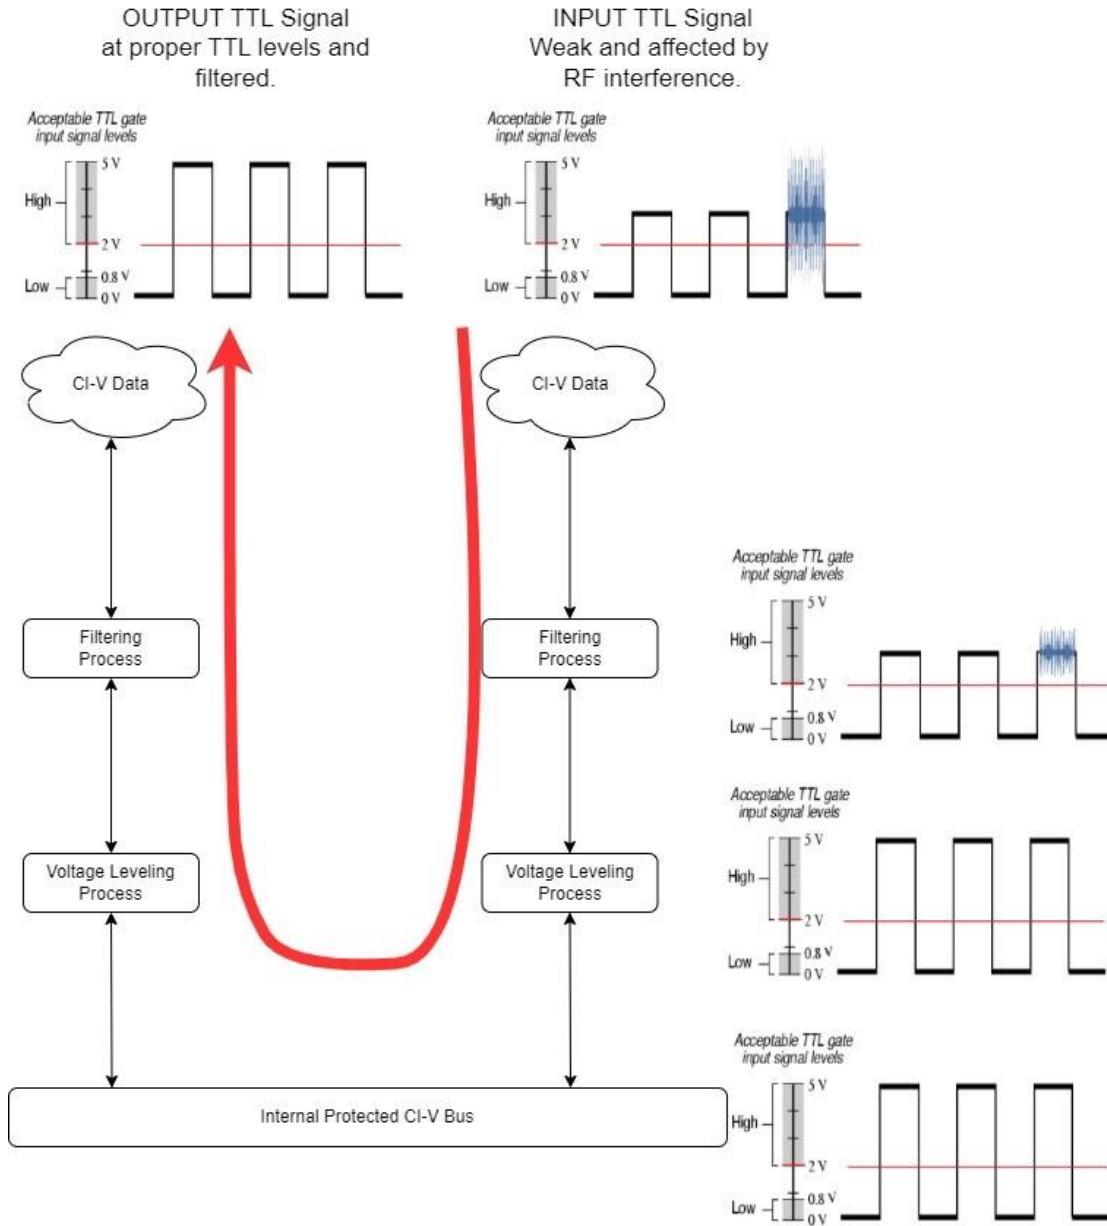 OUTPUT TTL Signal
at proper TTL levels and
filtered.
INPUT TTL Signal
Weak and affected by
RF interference.
Acceptable TTL gate
input signal levels
5 V
High
2 V
0.8 V
Low
0 V
Acceptable TTL gate
input signal levels
5 V
High
2 V
0.8 V
Low
0 V
CI-V Data
CI-V Data
Filtering
Process
Filtering
Process
Acceptable TTL gate
input signal levels
5 V
High
2 V
0.8 V
Low
0 V
Voltage Leveling
Process
Voltage Leveling
Process
Acceptable TTL gate
input signal levels
5 V
High
2 V
0.8 V
Low
0 V
Internal Protected CI-V Bus
Acceptable TTL gate
input signal levels
5 V
High
2 V
0.8 V
Low
0 V